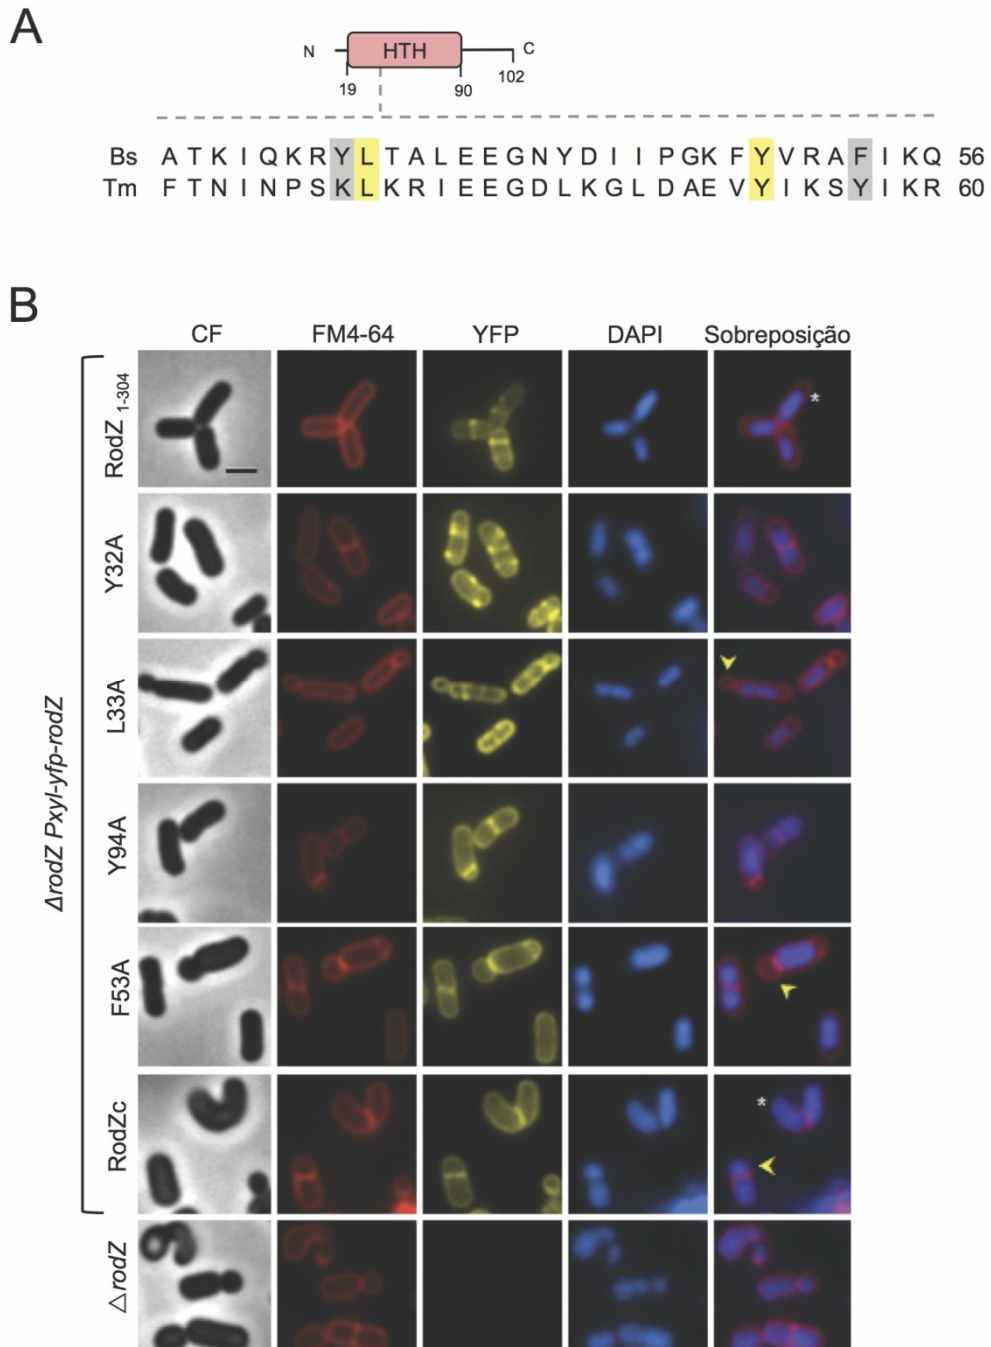 A
N HTH C
19 90 102
Bs A T K I Q K R Y L T A L E E G N Y D I I P G K F Y V R A F I K Q 56
Tm F T N I N P S K L K R I E E G D L K G L D A E V Y I K S Y I K R 60
B
CF FM4-64 YFP DAPI Sobreposição
ΔrodZ Pxyl-yfp-rodZ
RodZ 1-304
*
Y32A
L33A
Y94A
F53A
RodZc
*
△rodZ